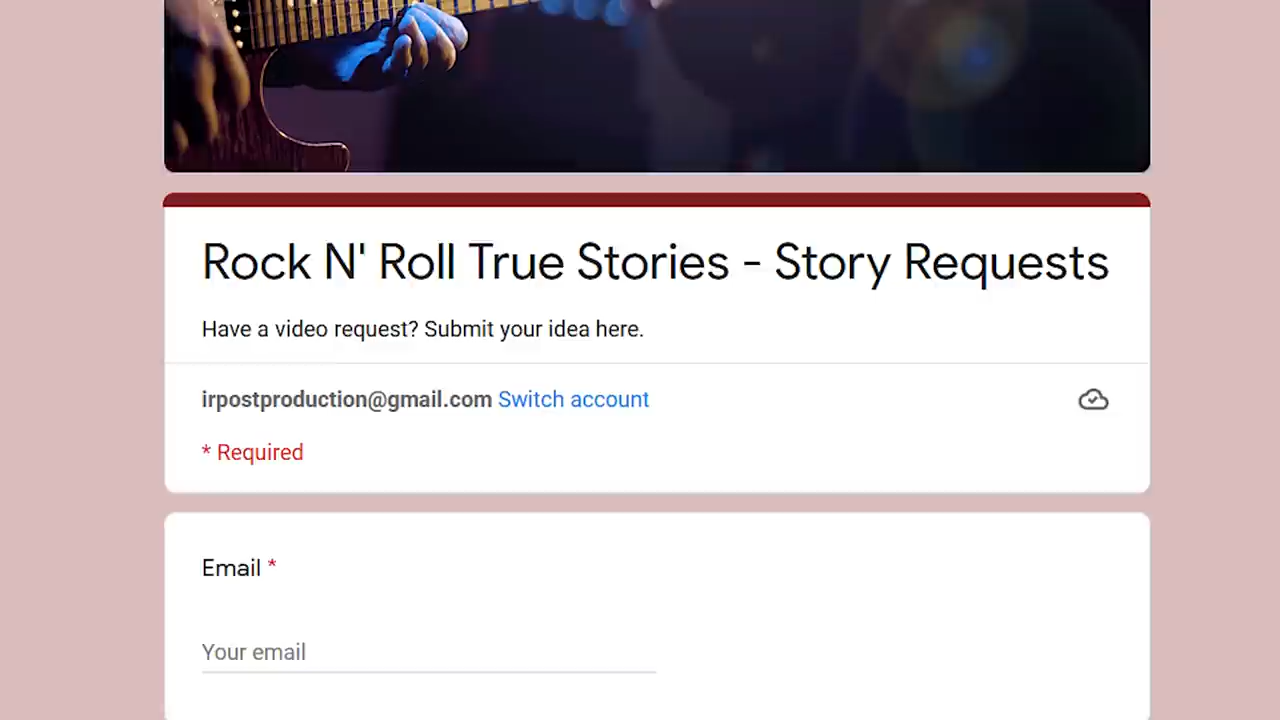 Rock N' Roll True Stories - Story Requests
Have a video request? Submit your idea here.
irpostproduction@gmail.com Switch account
* Required
Email *
Your email